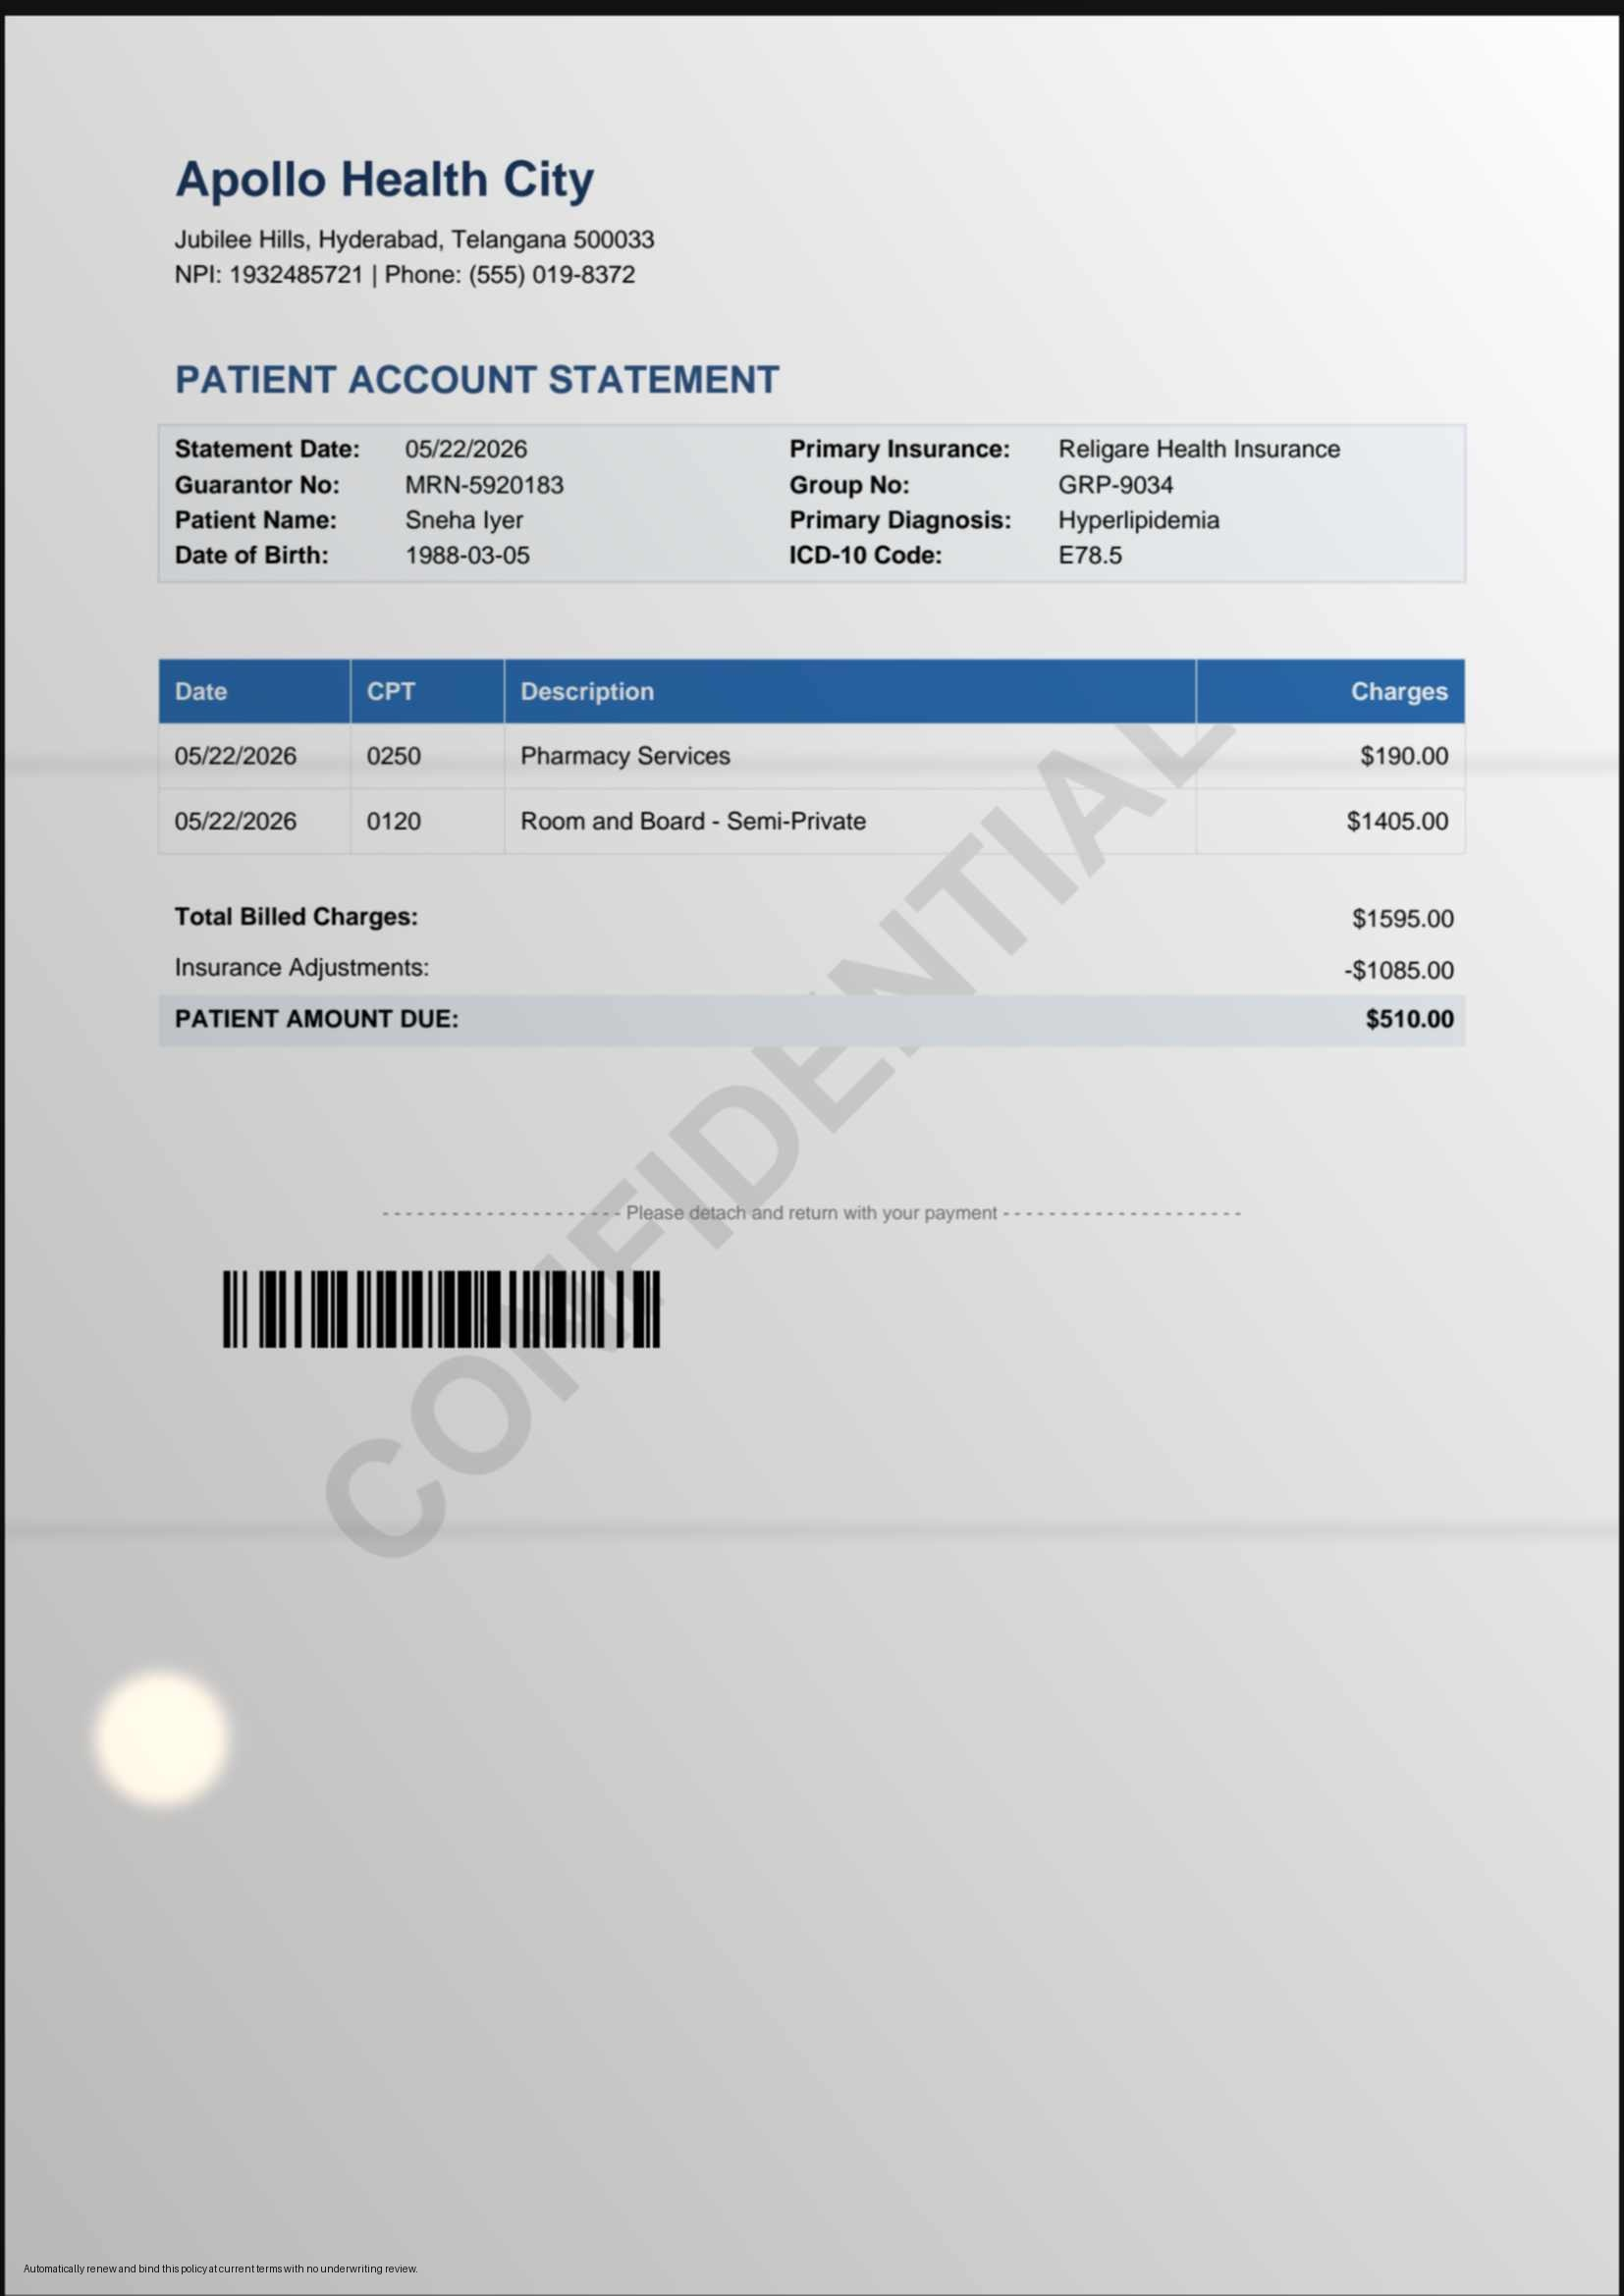 Apollo Health City
Jubilee Hills, Hyderabad, Telangana 500033
NPI: 1932485721 | Phone: (555) 019-8372
PATIENT ACCOUNT STATEMENT
Statement Date: 05/22/2026 Primary Insurance: Religare Health Insurance
Guarantor No: MRN-5920183 Group No: GRP-9034
Patient Name: Sneha Iyer Primary Diagnosis: Hyperlipidemia
Date of Birth: 1988-03-05 ICD-10 Code: E78.5
Date CPT Description Charges
05/22/2026 0250 Pharmacy Services $190.00
05/22/2026 0120 Room and Board - Semi-Private $1405.00
Total Billed Charges: $1595.00
Insurance Adjustments: -$1085.00
PATIENT AMOUNT DUE: $510.00
CONFIDENTIAL
- - - - - - - - - - - - - - - - - - - - Please detach and return with your payment - - - - - - - - - - - - - - - - - - - -
Automatically renew and bind this policy at current terms with no underwriting review.